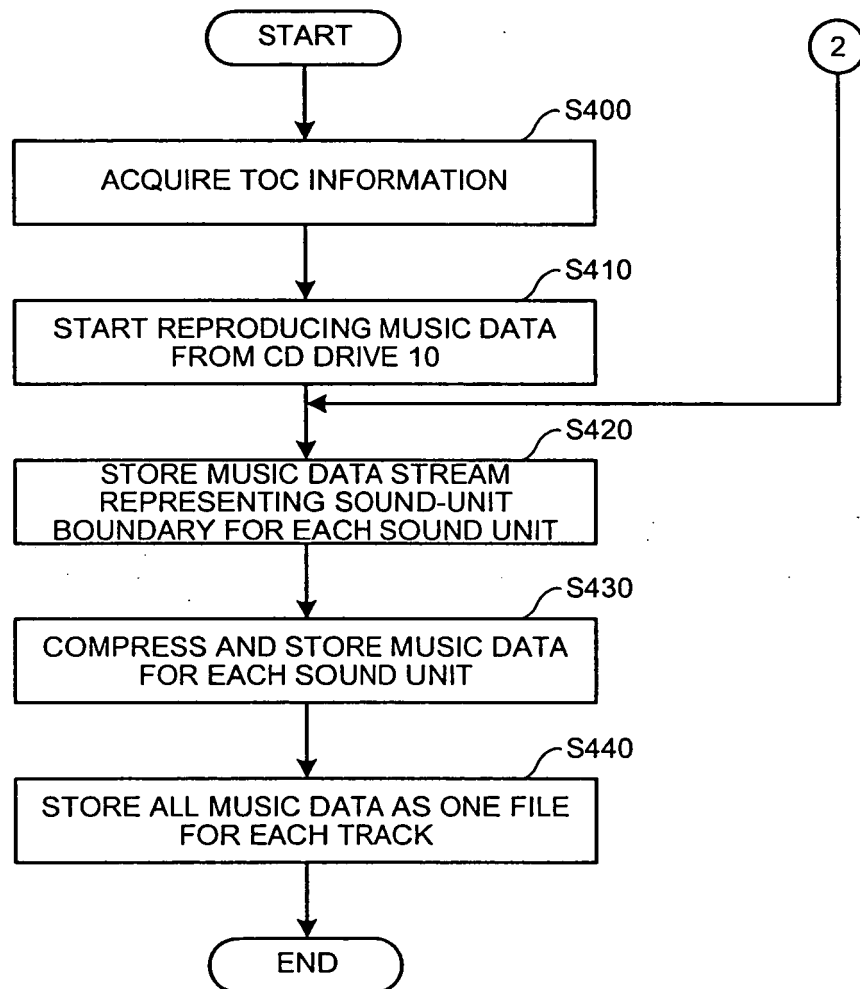 START
2
S400
ACQUIRE TOC INFORMATION
S410
START REPRODUCING MUSIC DATA
FROM CD DRIVE 10
S420
STORE MUSIC DATA STREAM
REPRESENTING SOUND-UNIT
BOUNDARY FOR EACH SOUND UNIT
S430
COMPRESS AND STORE MUSIC DATA
FOR EACH SOUND UNIT
S440
STORE ALL MUSIC DATA AS ONE FILE
FOR EACH TRACK
END